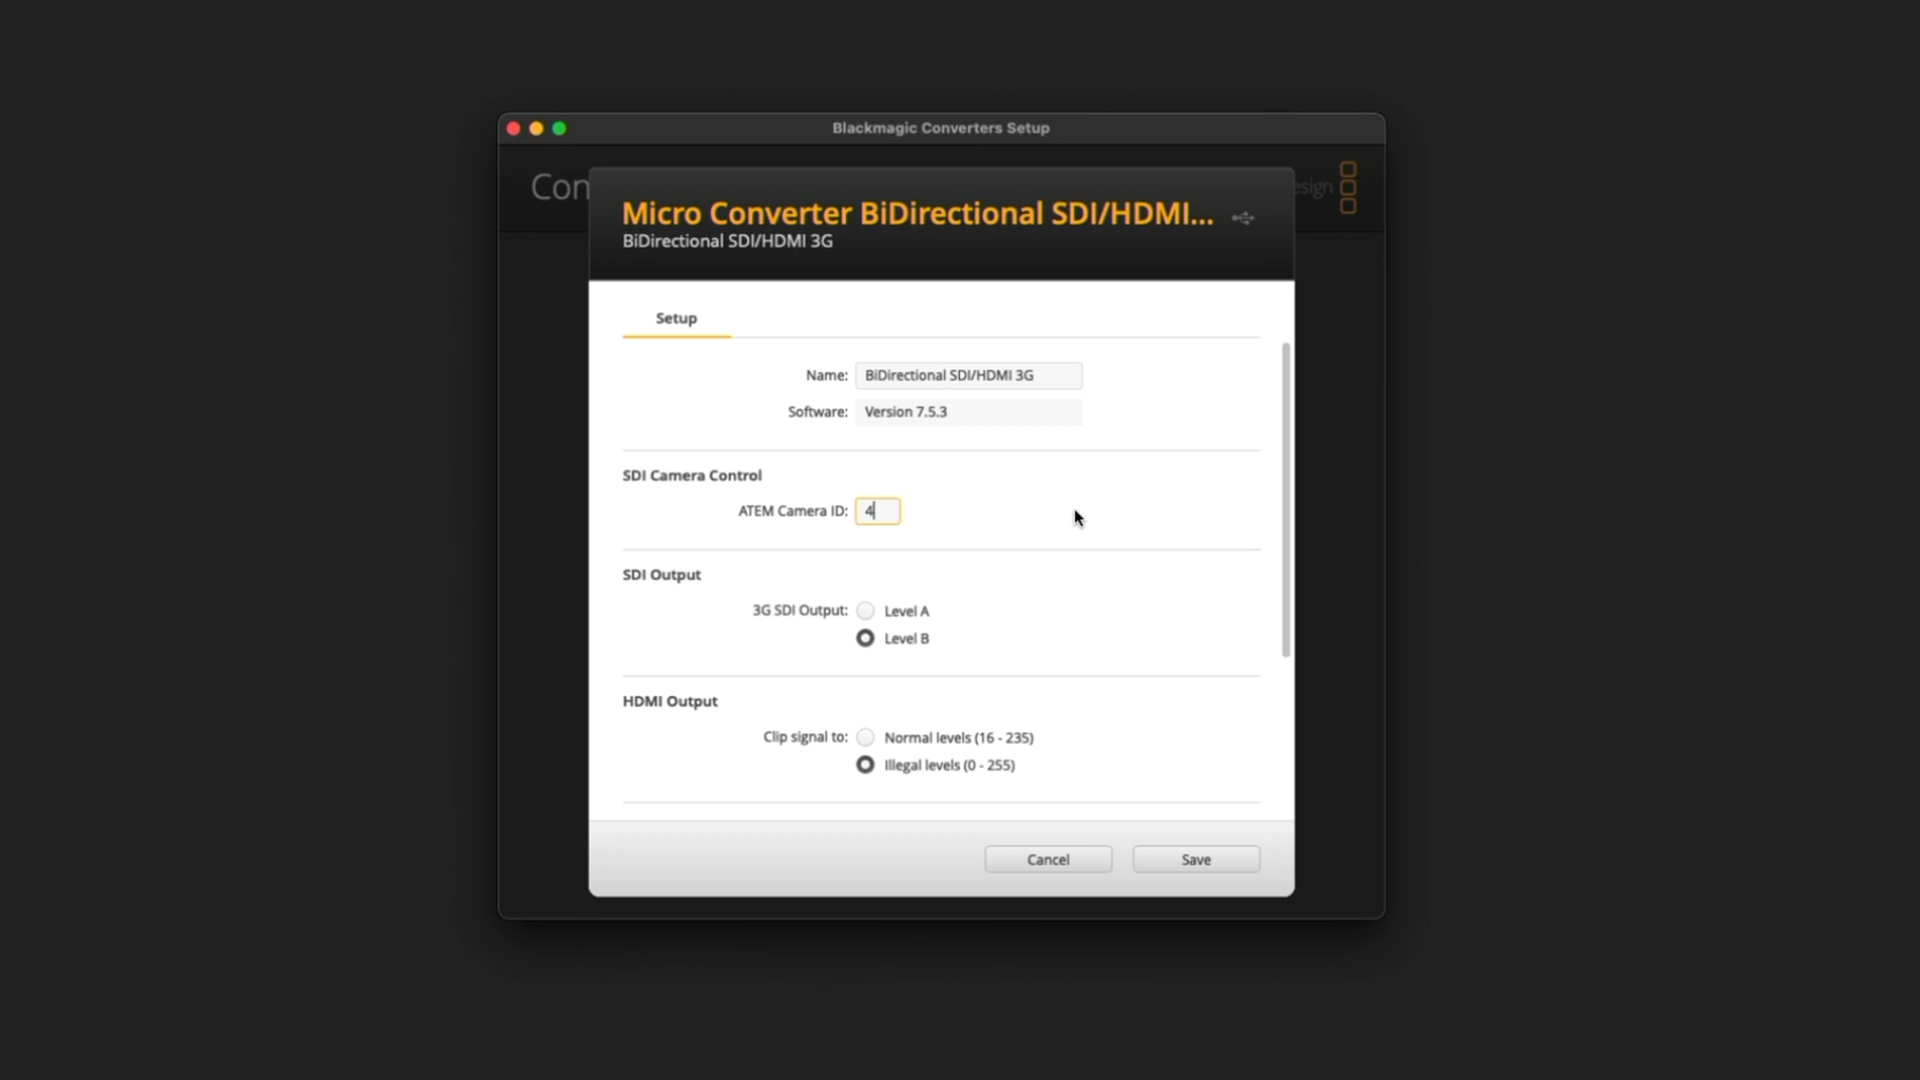 Blackmagic Converters Setup
Con
esign
Micro Converter BiDirectional SDI/HDMI...
BiDirectional SDI/HDMI 3G
Setup
Name: BiDirectional SDI/HDMI 3G
Software: Version 7.5.3
SDI Camera Control
ATEM Camera ID: 4
SDI Output
3G SDI Output: Level A
Level B
HDMI Output
Clip signal to: Normal levels (16 - 235)
Illegal levels (0 - 255)
Cancel Save